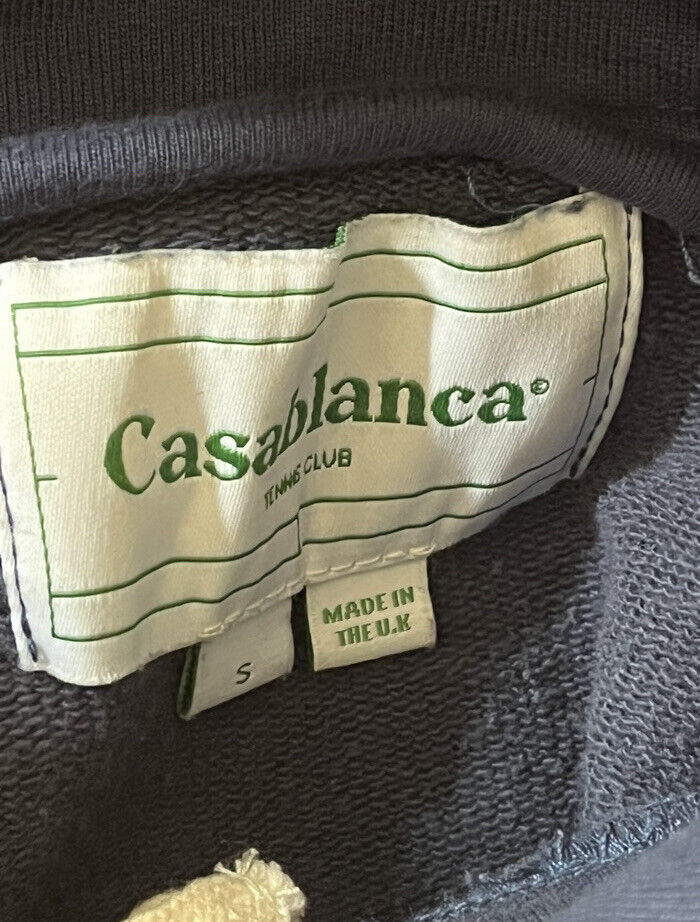 Casablanca©
TENNIS CLUB
S
MADE IN
THE U.K